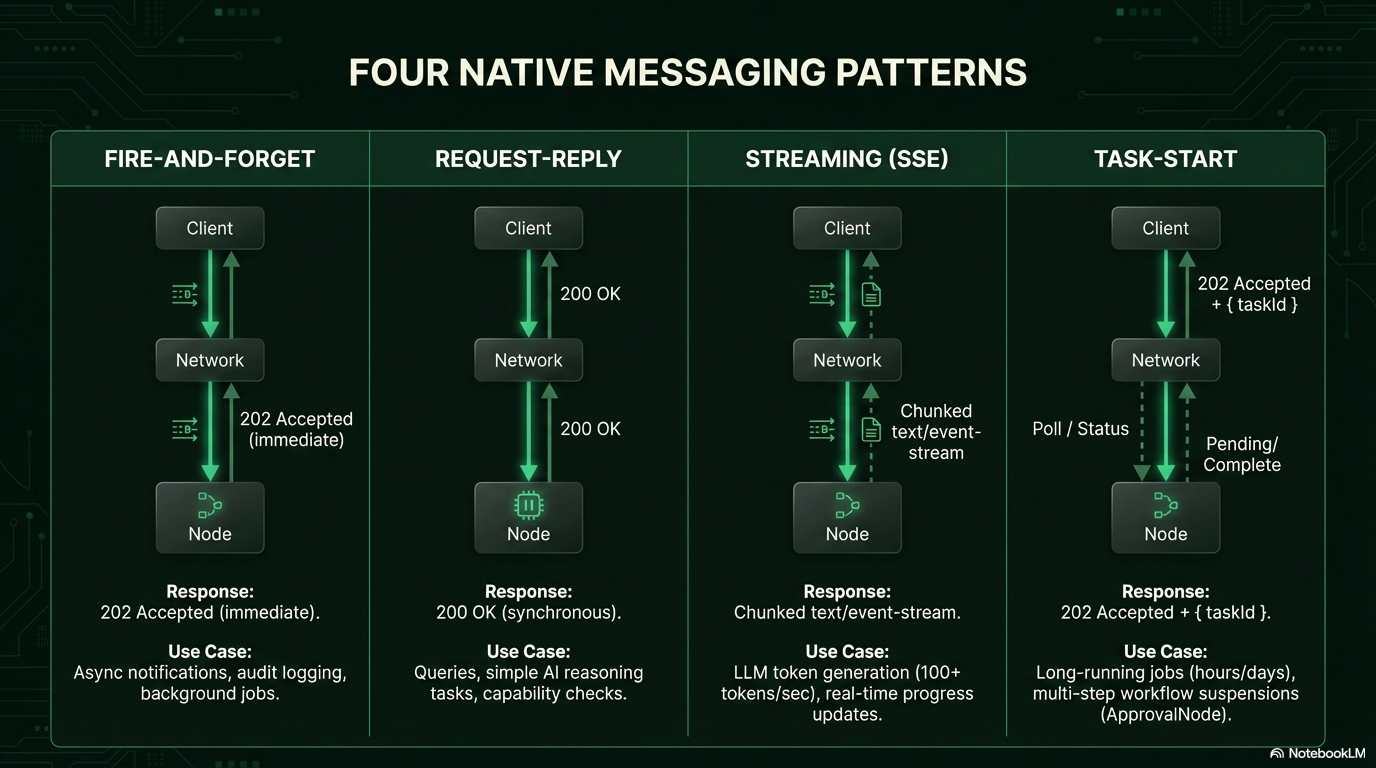 FOUR NATIVE MESSAGING PATTERNS
FIRE-AND-FORGET
Client
Network
202 Accepted
(immediate)
Node
Response:
202 Accepted (immediate).
Use Case:
Async notifications, audit logging,
background jobs.
REQUEST-REPLY
Client
200 OK
Network
200 OK
Node
Response:
200 OK (synchronous).
Use Case:
Queries, simple AI reasoning
tasks, capability checks.
STREAMING (SSE)
Client
Network
Chunked
text/event-
stream
Node
Response:
Chunked text/event-stream.
Use Case:
LLM token generation (100+
tokens/sec), real-time progress
updates.
TASK-START
Client
202 Accepted
+ { taskId }
Network
Poll / Status
Pending/
Complete
Node
Response:
202 Accepted + { taskId }.
Use Case:
Long-running jobs (hours/days),
multi-step workflow suspensions
(ApprovalNode).
NotebookLM